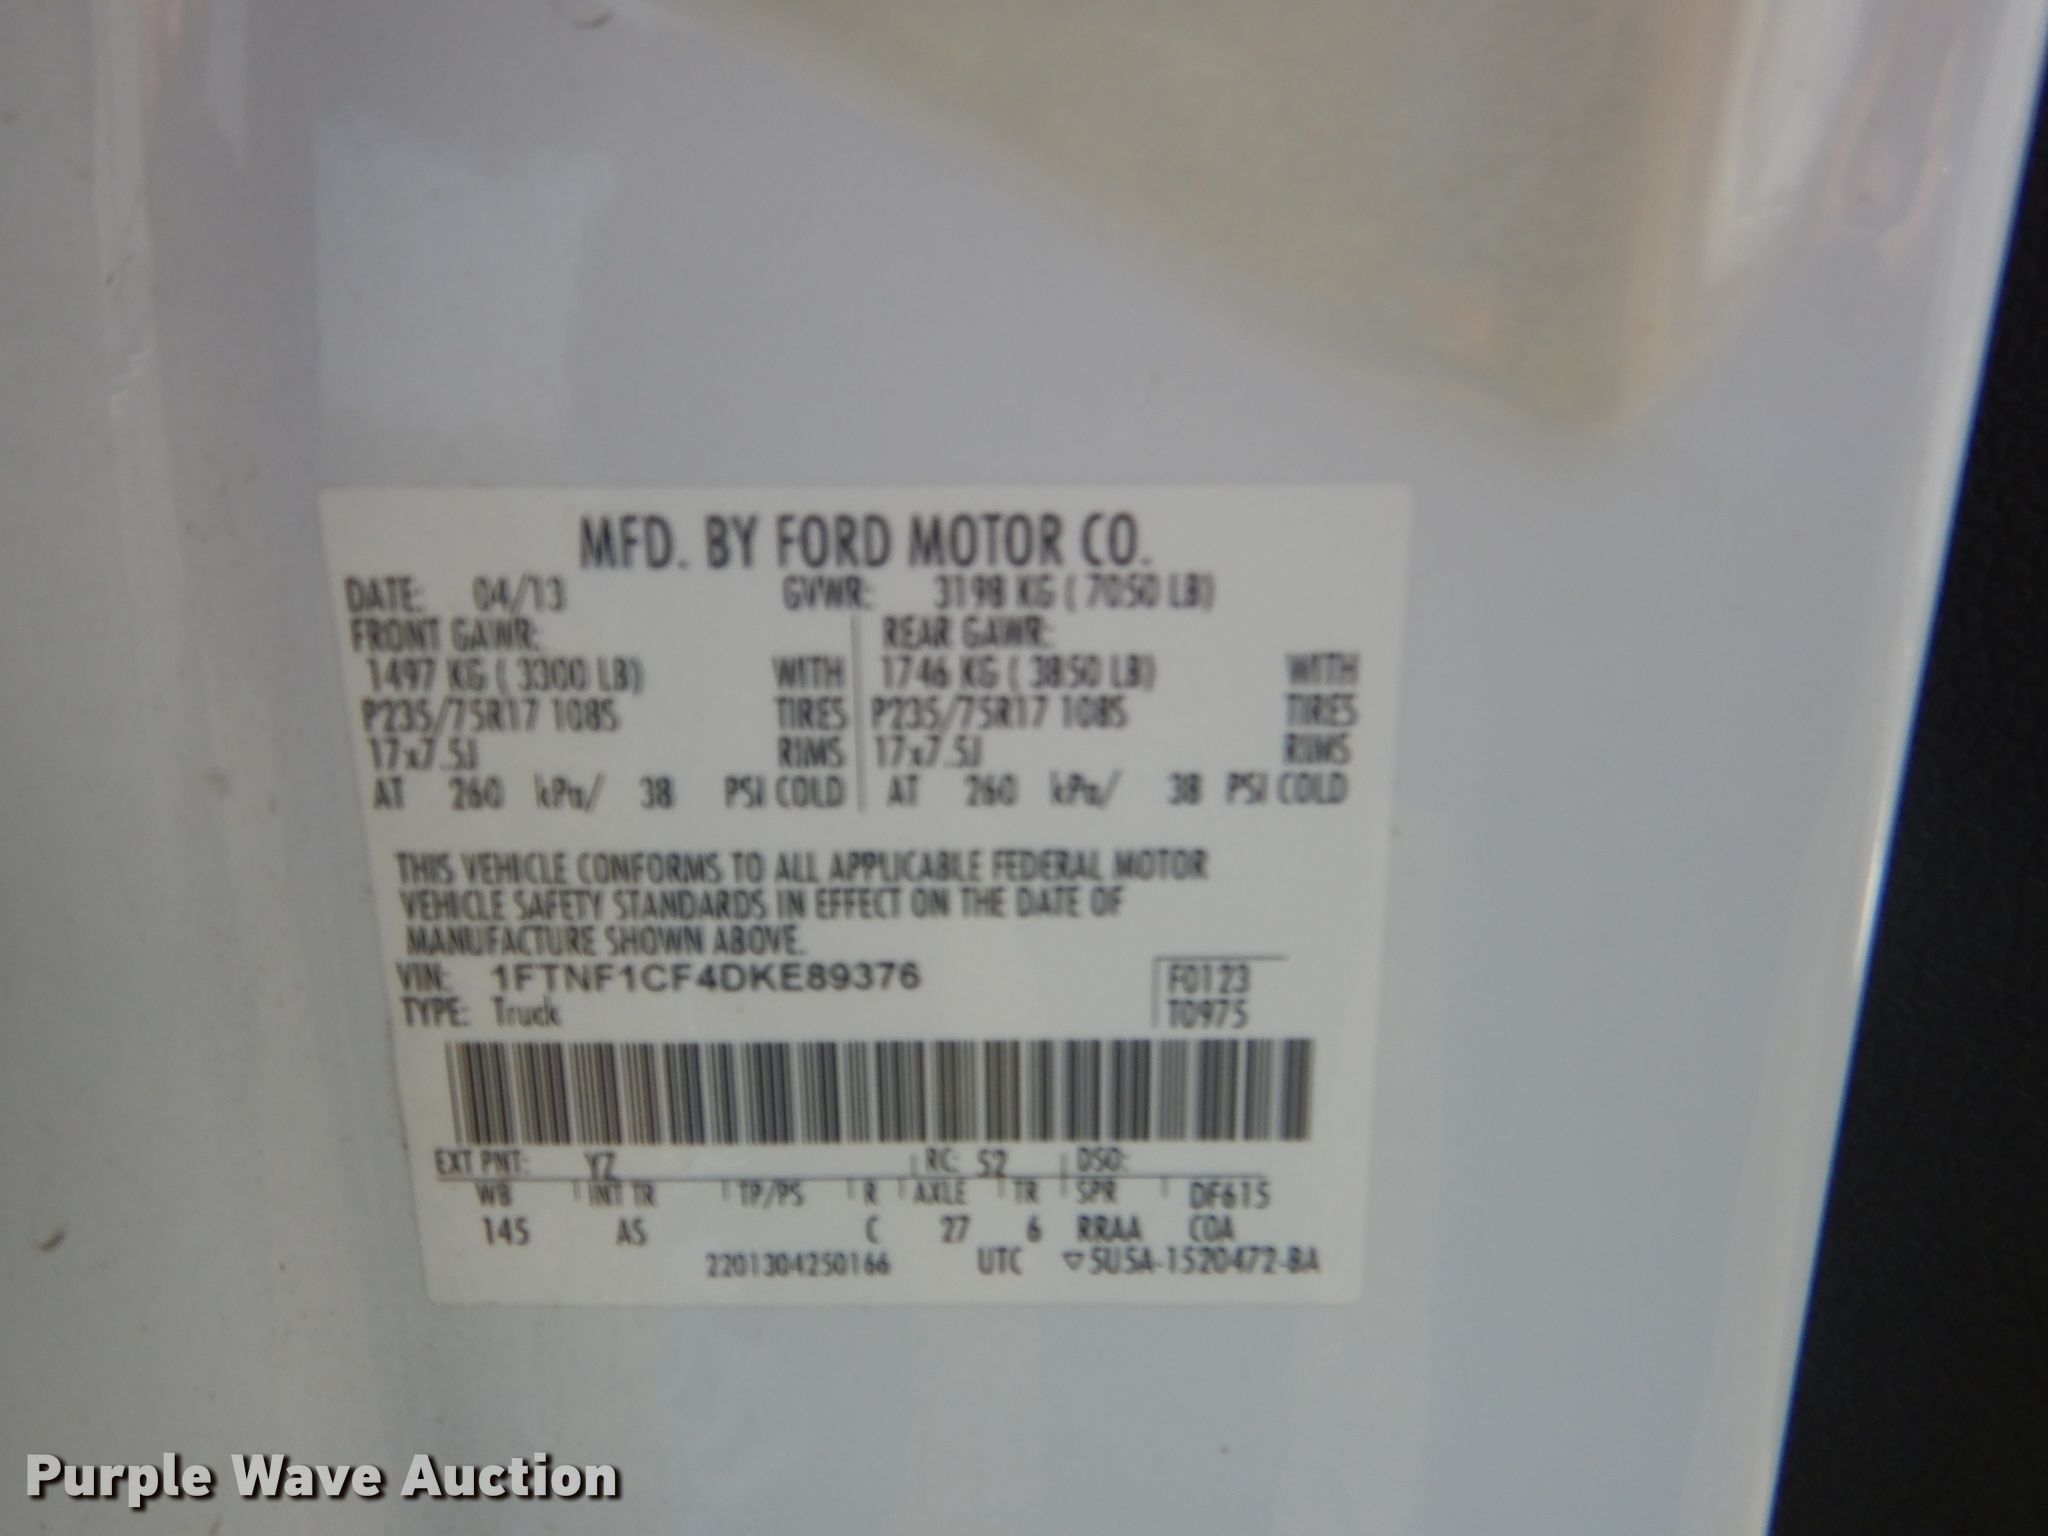 MFD. BY FORD MOTOR CO.
DATE: 04/13 GVWR: 3198 KG ( 7050 LB)
FRONT GAWR: REAR GAWR:
1497 KG ( 3300 LB) WITH 1746 KG ( 3850 LB) WITH
P235/75R17 108S TIRES P235/75R17 108S TIRES
17x7.5J RIMS 17x7.5J RIMS
AT 260 kPa/ 38 PSI COLD AT 260 kPa/ 38 PSI COLD
THIS VEHICLE CONFORMS TO ALL APPLICABLE FEDERAL MOTOR
VEHICLE SAFETY STANDARDS IN EFFECT ON THE DATE OF
MANUFACTURE SHOWN ABOVE.
VIN: 1FTNF1CF4DKE89376 F0123
TYPE: Truck T0975
EXT PNT: YZ RC: 52 DSO:
WB INT TR TP/PS R AXLE TR SPR DF615
145 AS C 27 6 RRAA COA
2201304250166 UTC ▽5U5A-1520472-BA
Purple Wave Auction